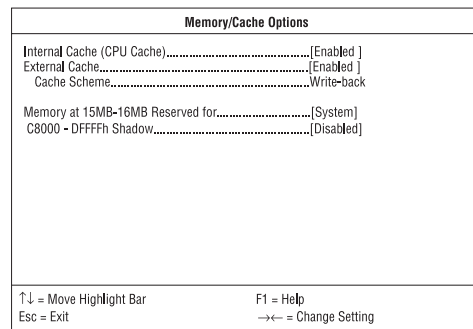 Memory/Cache Options
Internal Cache (CPU Cache)..............................[Enabled ]
External Cache..............................................[Enabled ]
Cache Scheme...........................................Write-back
Memory at 15MB-16MB Reserved for....................[System]
C8000 - DFFFFh Shadow.................................[Disabled]
↑↓ = Move Highlight Bar F1 = Help
Esc = Exit →← = Change Setting